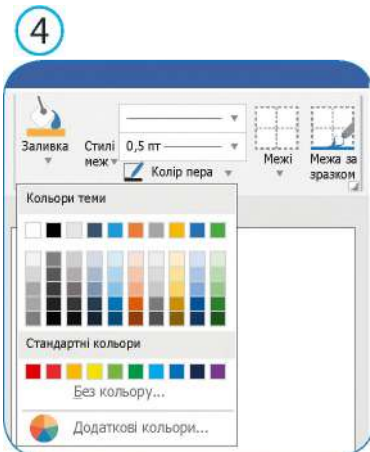 4
Заливка
Стилі
меж
0,5 пт
Колір пера
Межі
Межа за
зразком
Кольори теми
Стандартні кольори
Без кольору...
Додаткові кольори...